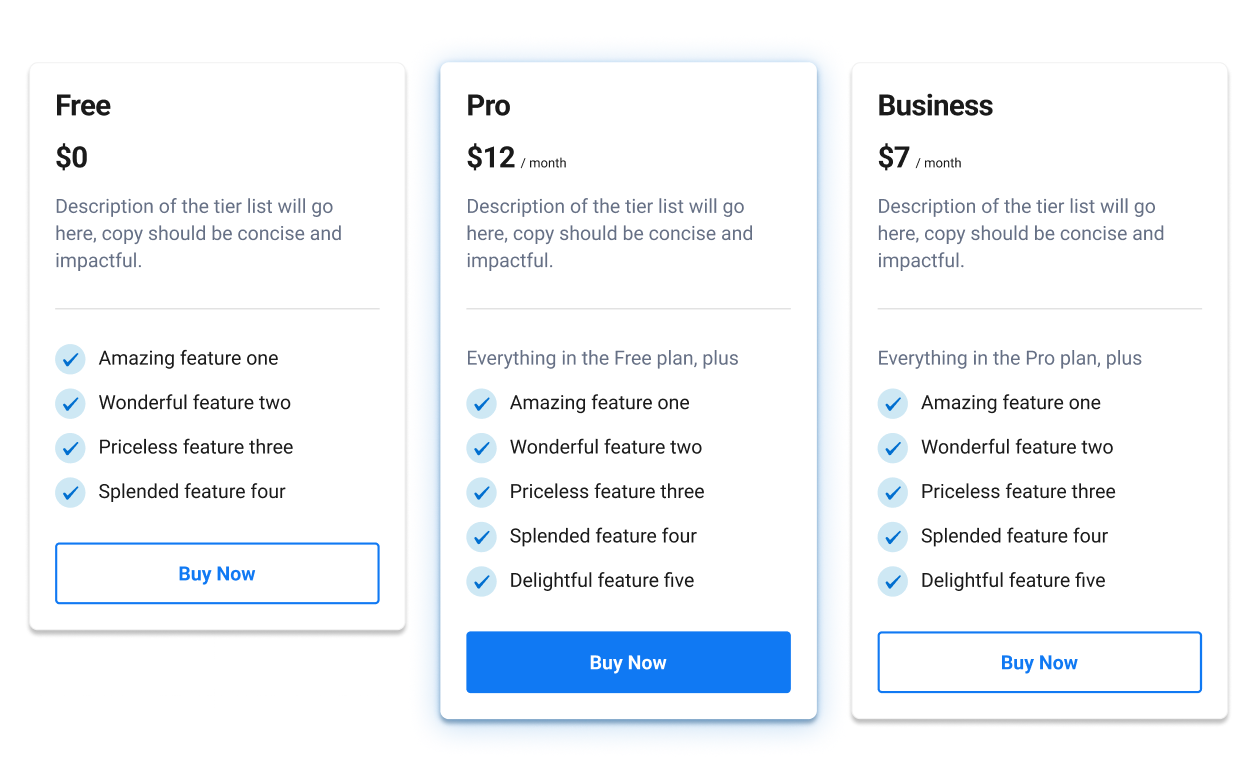 Free
$0
Description of the tier list will go
here, copy should be concise and
impactful.
Amazing feature one
Wonderful feature two
Priceless feature three
Splended feature four
Buy Now
Pro
$12 / month
Description of the tier list will go
here, copy should be concise and
impactful.
Everything in the Free plan, plus
Amazing feature one
Wonderful feature two
Priceless feature three
Splended feature four
Delightful feature five
Buy Now
Business
$7 / month
Description of the tier list will go
here, copy should be concise and
impactful.
Everything in the Pro plan, plus
Amazing feature one
Wonderful feature two
Priceless feature three
Splended feature four
Delightful feature five
Buy Now